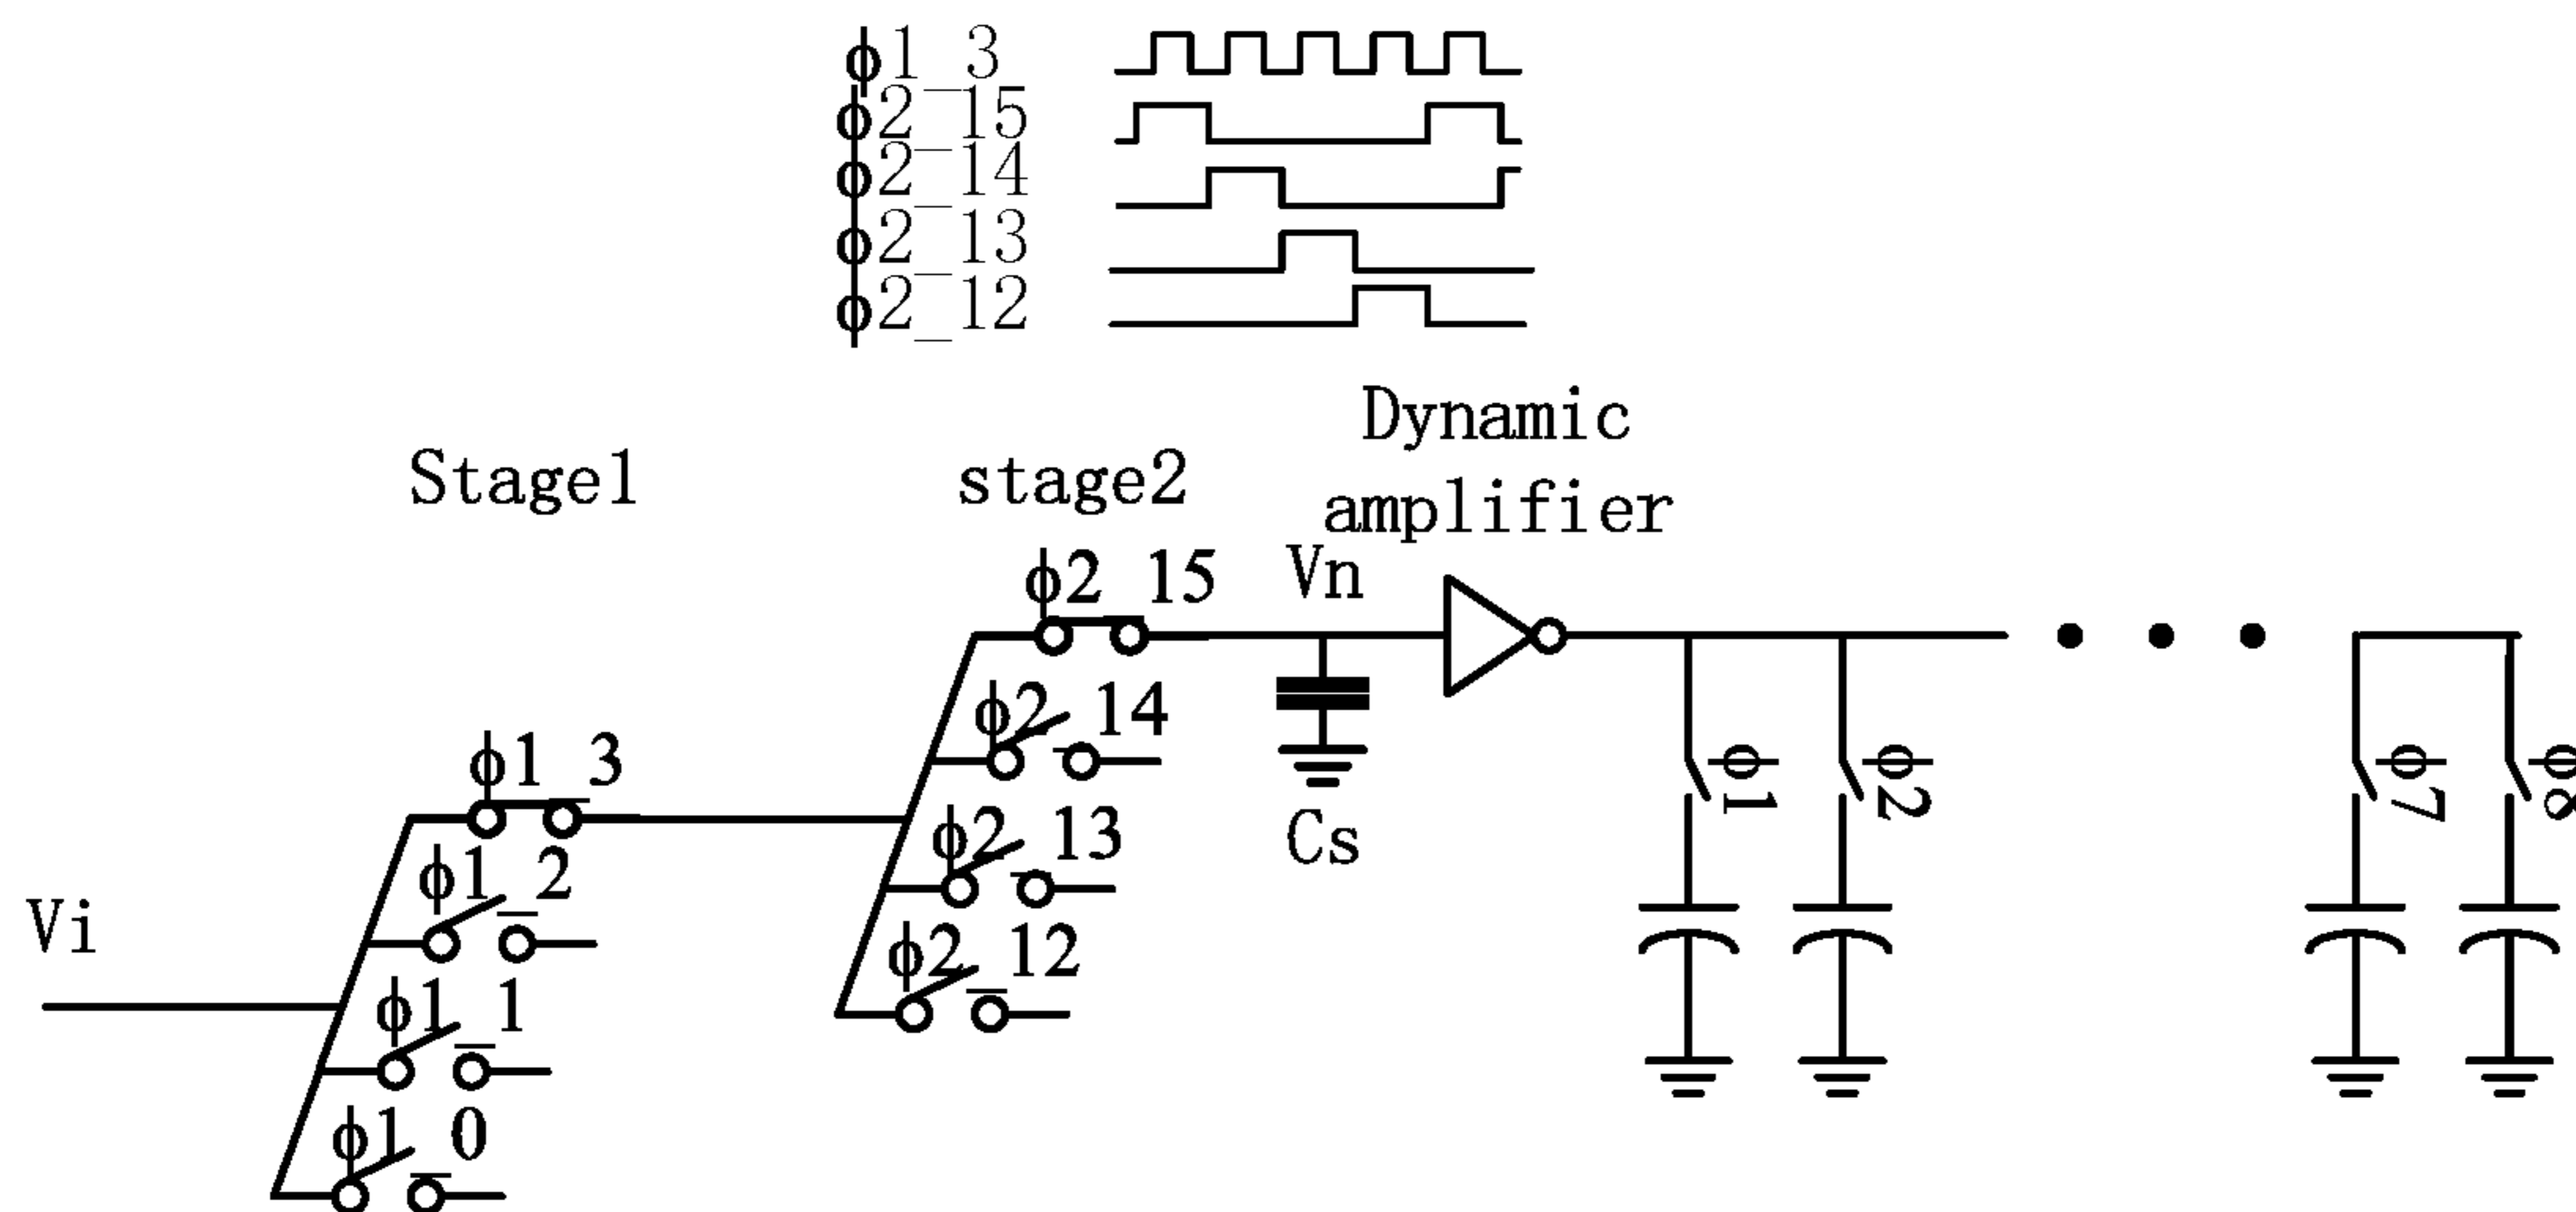 ϕ1_3
ϕ2_15
ϕ2_14
ϕ2_13
ϕ2_12
Dynamic
amplifier
Stage1
stage2
ϕ2_15
Vn
ϕ2_14
ϕ1_3
ϕ1
ϕ2
ϕ7
ϕ8
ϕ2_13
Cs
ϕ1_2
Vi
ϕ2_12
ϕ1_1
ϕ1_0